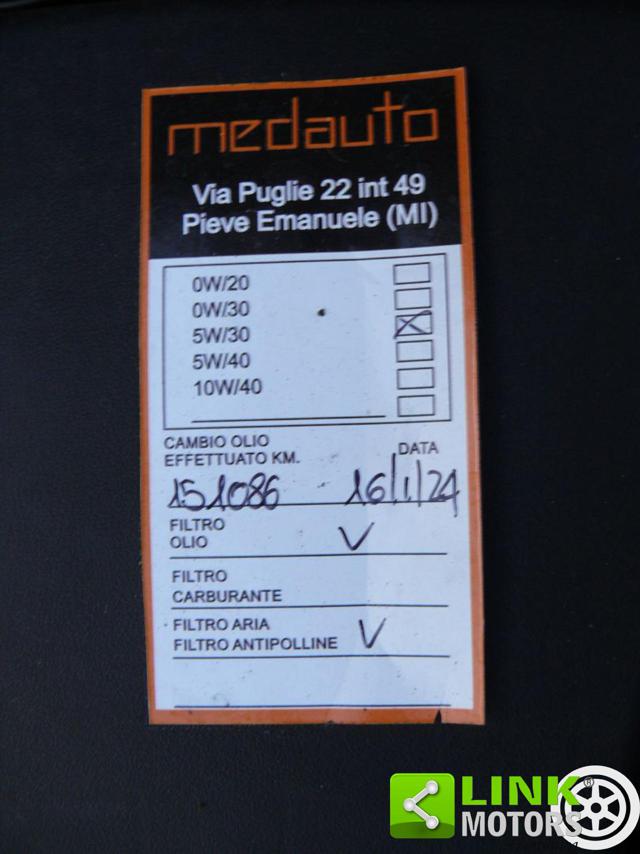 medauto
Via Puglie 22 int 49
Pieve Emanuele (MI)
0W/20
0W/30
5W/30
5W/40
10W/40
CAMBIO OLIO
EFFETTUATO KM. DATA
151086 16/1/24
FILTRO
OLIO V
FILTRO
CARBURANTE
FILTRO ARIA
FILTRO ANTIPOLLINE V
LINK
MOTORS